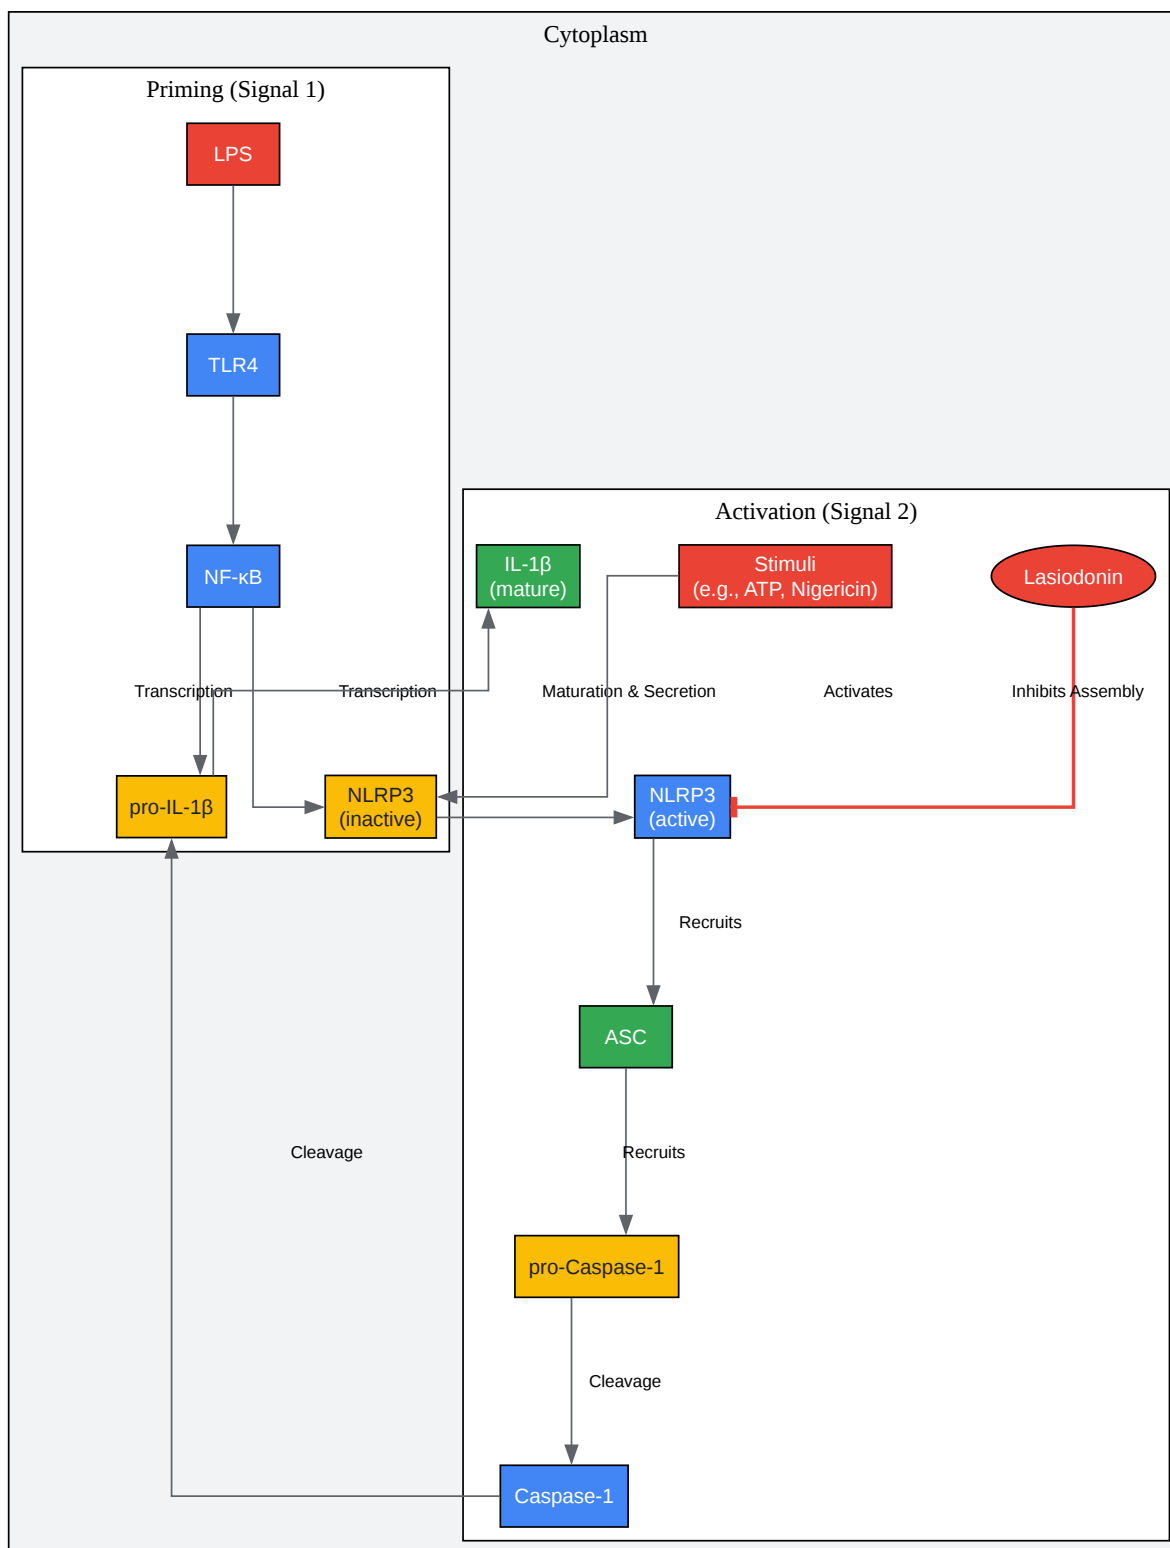 Cytoplasm
Priming (Signal 1)
LPS
TLR4
NF-κB
Transcription
Transcription
pro-IL-1β
NLRP3
(inactive)
Activation (Signal 2)
IL-1β
(mature)
Stimuli
(e.g., ATP, Nigericin)
Lasiodonin
Maturation & Secretion
Activates
Inhibits Assembly
NLRP3
(active)
Recruits
ASC
Recruits
Cleavage
pro-Caspase-1
Cleavage
Caspase-1